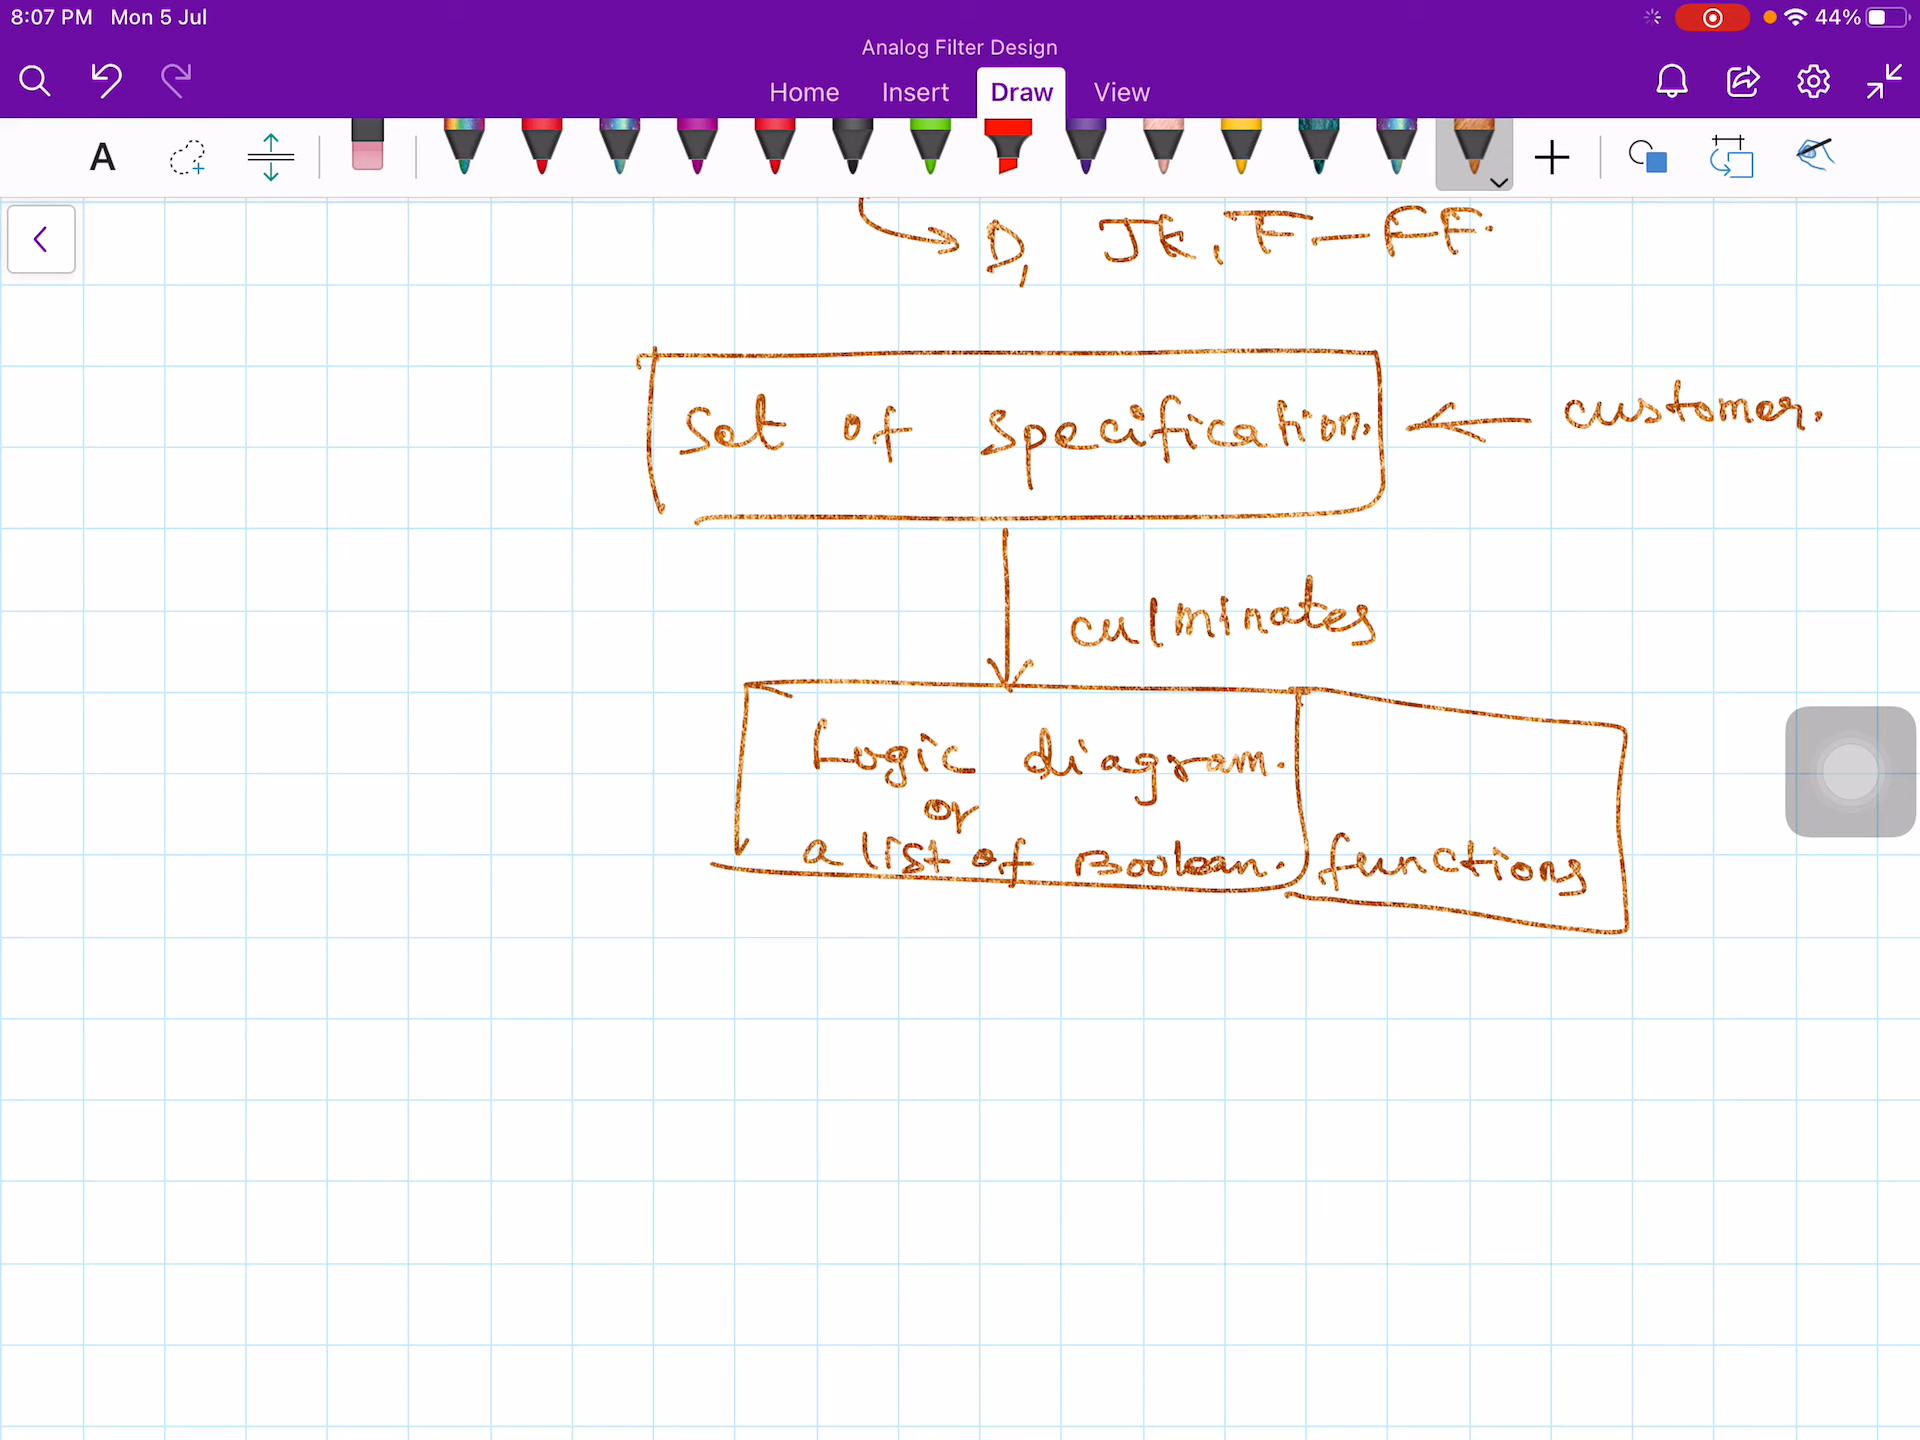 8:07 PM Mon 5 Jul
44%
Analog Filter Design
Home Insert Draw View
A
D, JK, T-FF.
Set of Specification. ← customer.
culminates
Logic diagram.
or
a list of Boolean. functions